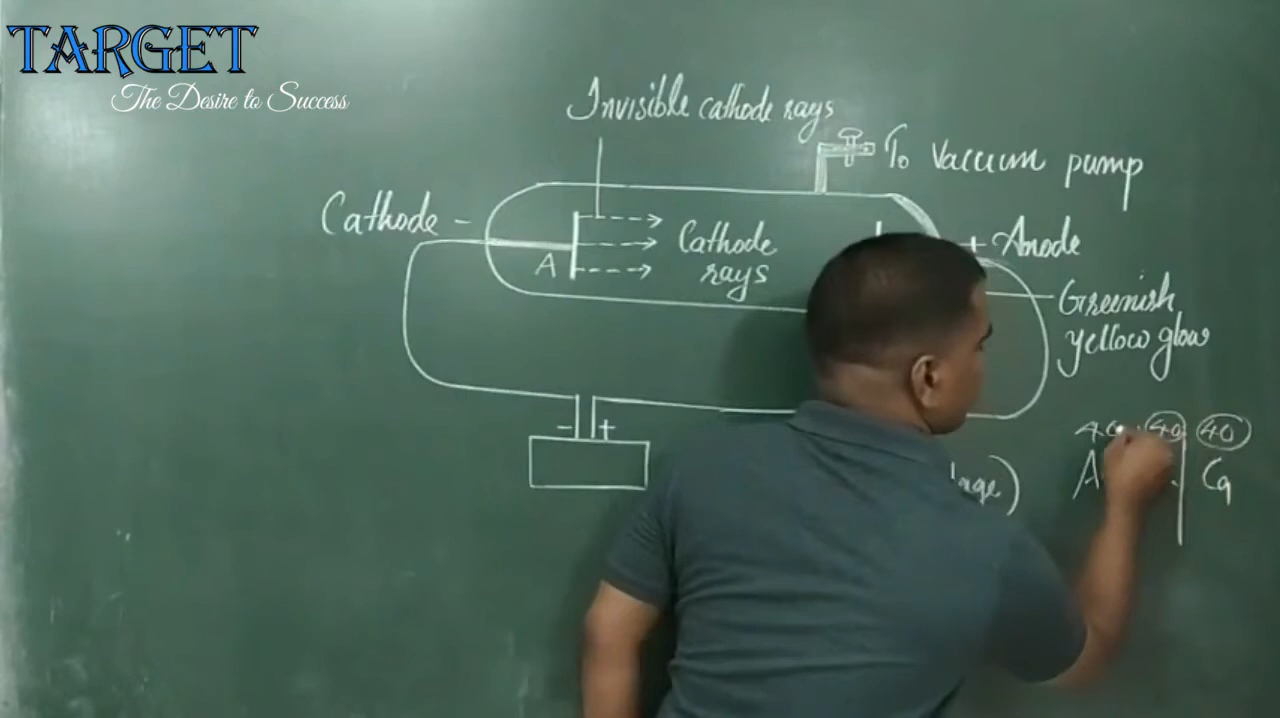 TARGET
The Desire to Success
Invisible cathode rays
To Vacuum pump
Cathode -
Cathode
rays
A
+ Anode
Greenish
yellow glow
- +
40 40 40
A Ca